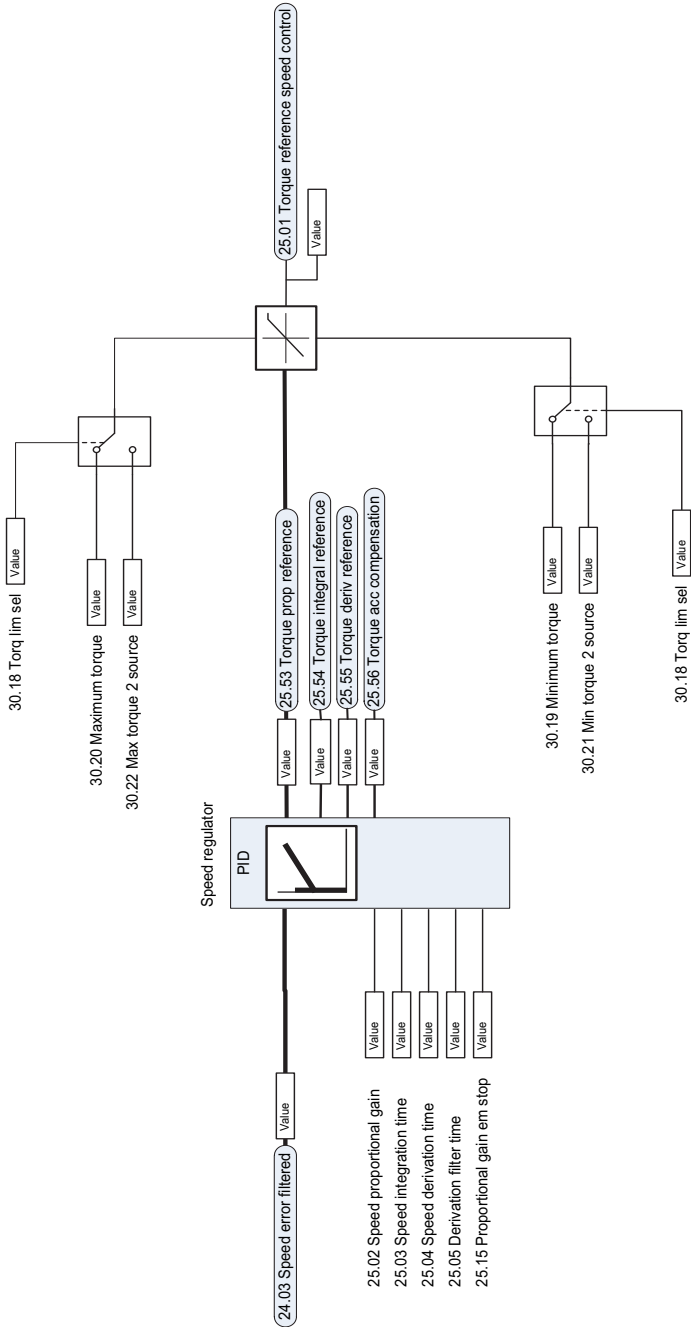 30.18 Torq lim sel Value
30.20 Maximum torque Value
30.22 Max torque 2 source Value
Speed regulator
PID
24.03 Speed error filtered Value
Value 25.53 Torque prop reference
Value 25.54 Torque integral reference
Value 25.55 Torque deriv reference
Value 25.56 Torque acc compensation
25.01 Torque reference speed control
Value
25.02 Speed proportional gain Value
25.03 Speed integration time Value
25.04 Speed derivation time Value
25.05 Derivation filter time Value
25.15 Proportional gain em stop Value
30.19 Minimum torque Value
30.21 Min torque 2 source Value
30.18 Torq lim sel Value